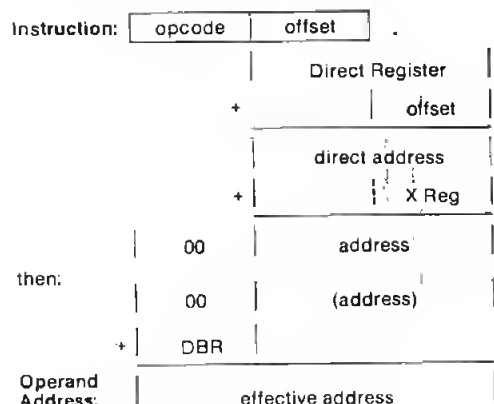 Instruction: opcode offset
Direct Register
+ offset
direct address
+ X Reg
00 address
then:
00 (address)
+ DBR
Operand
Address: effective address